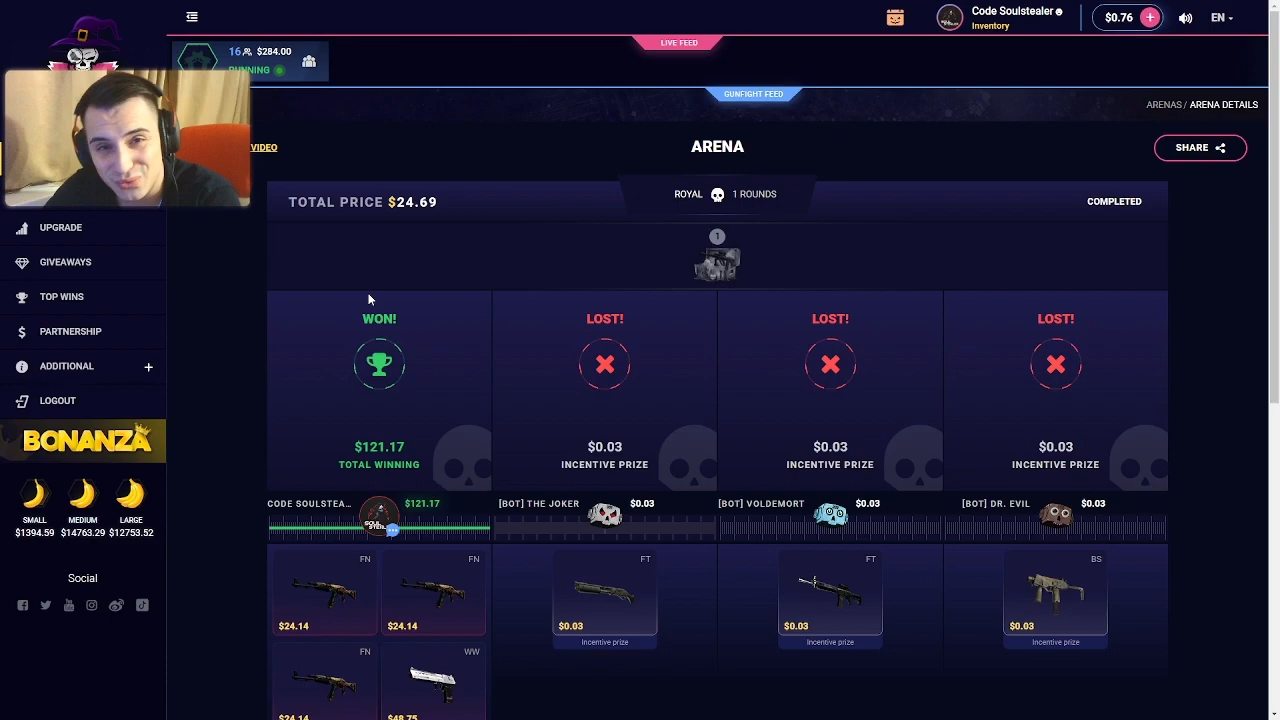 Code Soulstealer
Inventory
$0.76
EN
16
$284.00
RUNNING
LIVE FEED
GUNFIGHT FEED
ARENAS / ARENA DETAILS
VIDEO
ARENA
SHARE
UPGRADE
GIVEAWAYS
TOP WINS
PARTNERSHIP
ADDITIONAL
LOGOUT
BONANZA
SMALL
MEDIUM
LARGE
$1394.59
$14763.29
$12753.52
Social
TOTAL PRICE $24.69
ROYAL 1 ROUNDS
COMPLETED
1
WON!
LOST!
LOST!
LOST!
$121.17
TOTAL WINNING
$0.03
INCENTIVE PRIZE
$0.03
INCENTIVE PRIZE
$0.03
INCENTIVE PRIZE
CODE SOULSTEA... $121.17
[BOT] THE JOKER $0.03
[BOT] VOLDEMORT $0.03
[BOT] DR. EVIL $0.03
FN
$24.14
FN
$24.14
FT
$0.03
Incentive prize
FT
$0.03
Incentive prize
BS
$0.03
Incentive prize
FN
$24.14
WW
$48.75